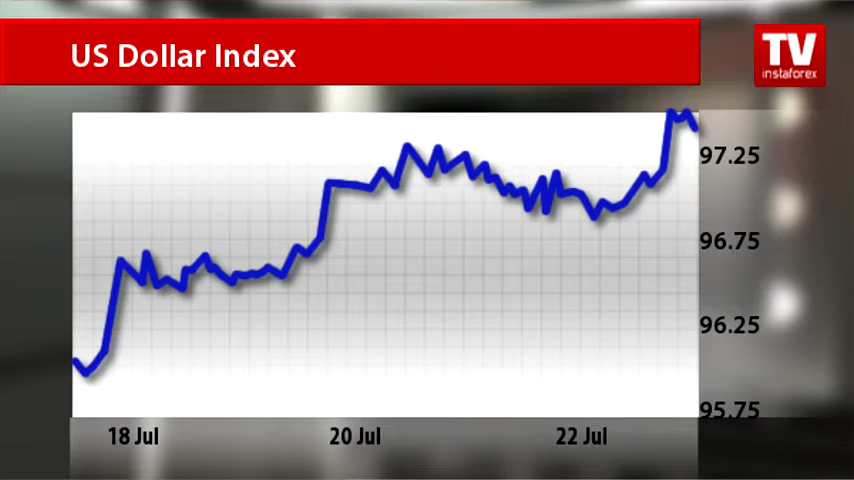 US Dollar Index
TV
instaforex
97.25
96.75
96.25
95.75
18 Jul
20 Jul
22 Jul